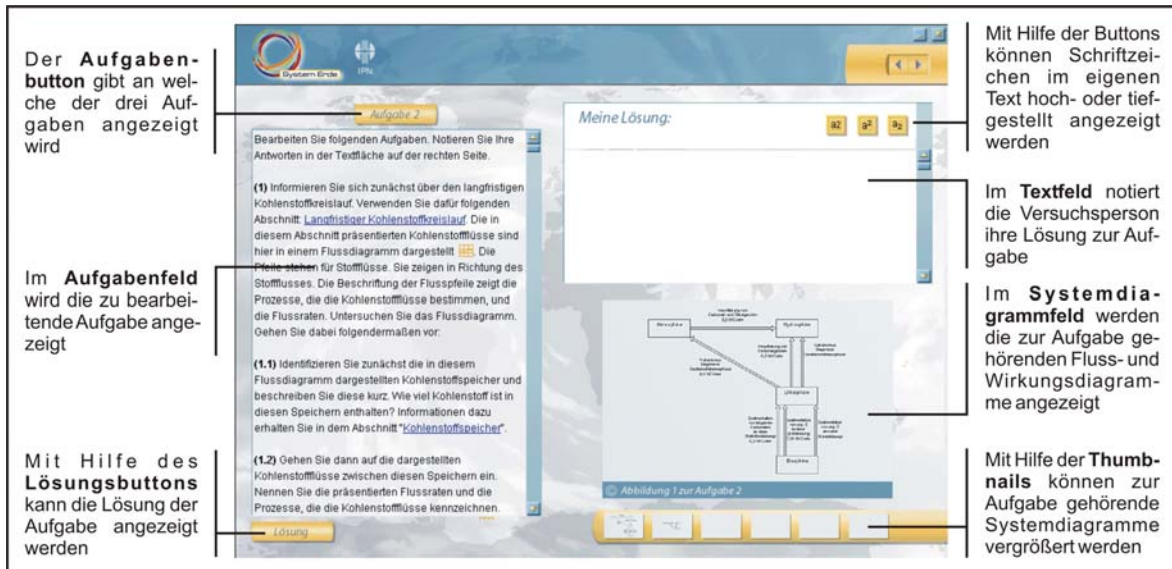 Der Aufgaben-
button gibt an wel-
che der drei Auf-
gaben angezeigt
wird
Im Aufgabenfeld
wird die zu bearbei-
tende Aufgabe ange-
zeigt
Mit Hilfe des
Lösungsbuttons
kann die Lösung der
Aufgabe angezeigt
werden
System Erde
IPN
Aufgabe 2
Bearbeiten Sie folgenden Aufgaben. Notieren Sie Ihre
Antworten in der Textfläche auf der rechten Seite.
(1) Informieren Sie sich zunächst über den langfristigen
Kohlenstoffkreislauf. Verwenden Sie dafür folgenden
Abschnitt: Langfristiger Kohlenstoffkreislauf. Die in
diesem Abschnitt präsentierten Kohlenstoffflüsse sind
hier in einem Flussdiagramm dargestellt. Die
Pfeile stehen für Stoffflüsse. Sie zeigen in Richtung des
Stoffflusses. Die Beschriftung der Flusspfeile zeigt die
Prozesse, die die Kohlenstoffflüsse bestimmen, und
die Flussraten. Untersuchen Sie das Flussdiagramm.
Gehen Sie dabei folgendermaßen vor:
(1.1) Identifizieren Sie zunächst die in diesem
Flussdiagramm dargestellten Kohlenstoffspeicher und
beschreiben Sie diese kurz. Wie viel Kohlenstoff ist in
diesen Speichern enthalten? Informationen dazu
erhalten Sie in dem Abschnitt "Kohlenstoffspeicher".
(1.2) Gehen Sie dann auf die dargestellten
Kohlenstoffflüsse zwischen diesen Speichern ein.
Nennen Sie die präsentierten Flussraten und die
Prozesse, die die Kohlenstoffflüsse kennzeichnen.
Lösung
Meine Lösung:
a2 a² a₂
Atmosphäre
Hydrosphäre
Lithosphäre
Biosphäre
© Abbildung 1 zur Aufgabe 2
Mit Hilfe der Buttons
können Schriftzei-
chen im eigenen
Text hoch- oder tief-
gestellt angezeigt
werden
Im Textfeld notiert
die Versuchsperson
ihre Lösung zur Auf-
gabe
Im Systemdia-
grammfeld werden
die zur Aufgabe ge-
hörenden Fluss- und
Wirkungsdiagram-
me angezeigt
Mit Hilfe der Thumb-
nails können zur
Aufgabe gehörende
Systemdiagramme
vergrößert werden